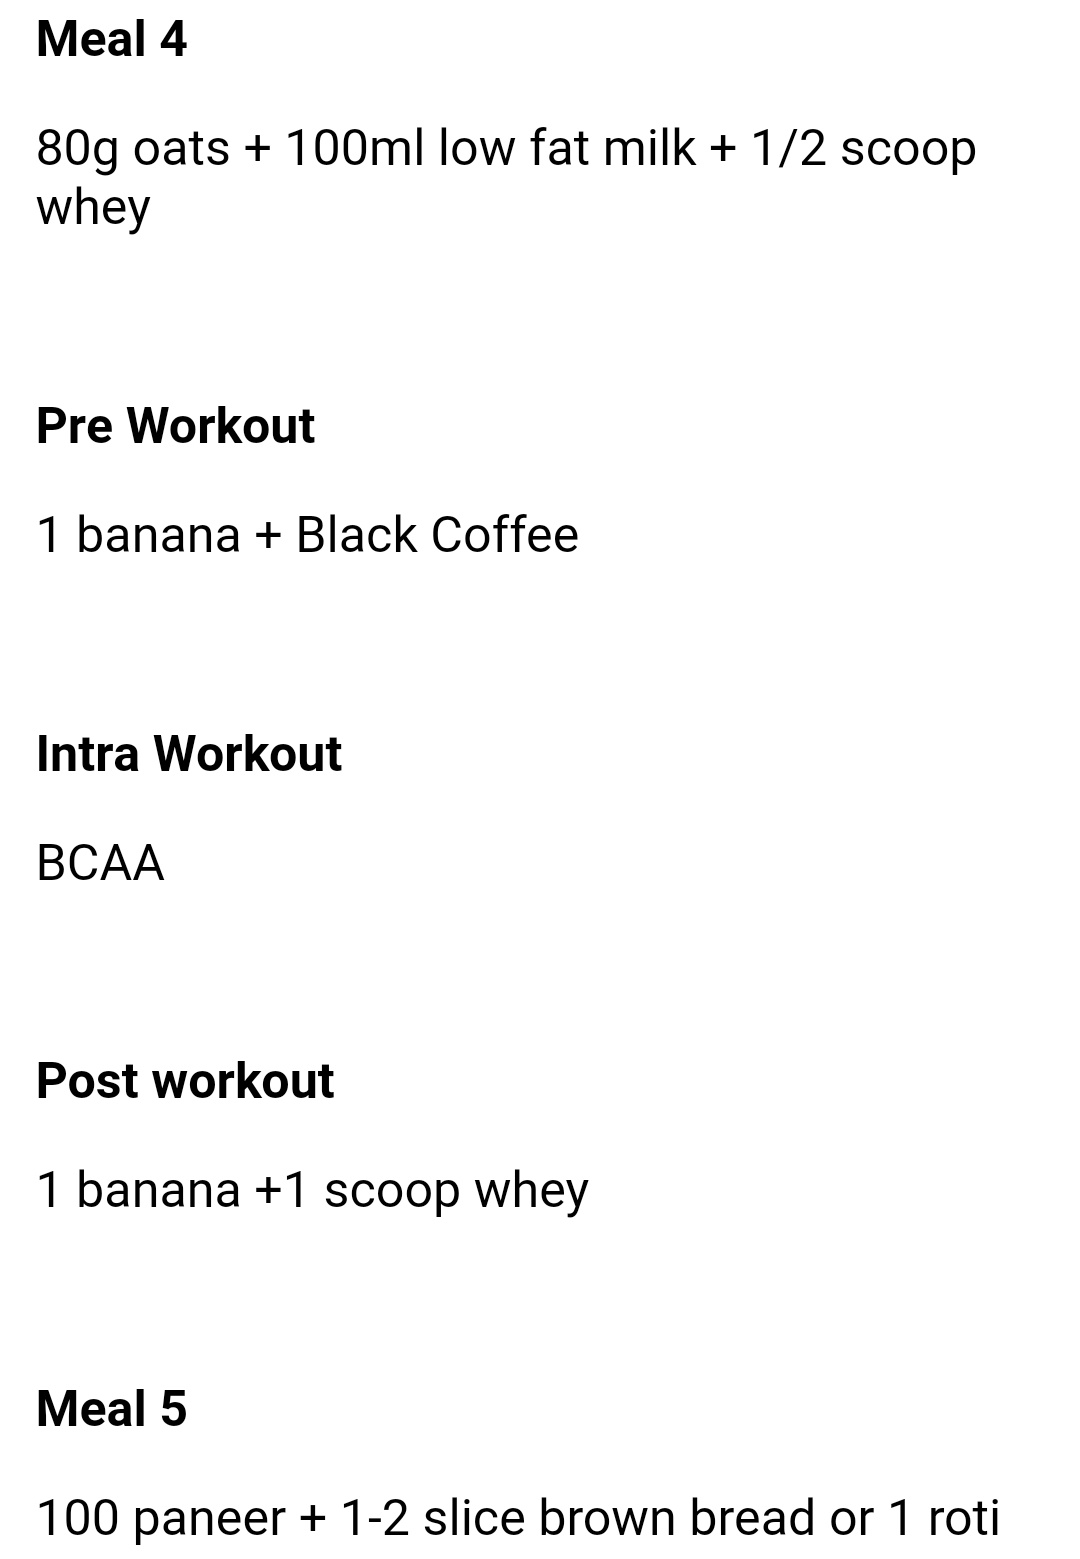 Meal 4
80g oats + 100ml low fat milk + 1/2 scoop
whey
Pre Workout
1 banana + Black Coffee
Intra Workout
BCAA
Post workout
1 banana +1 scoop whey
Meal 5
100 paneer + 1-2 slice brown bread or 1 roti